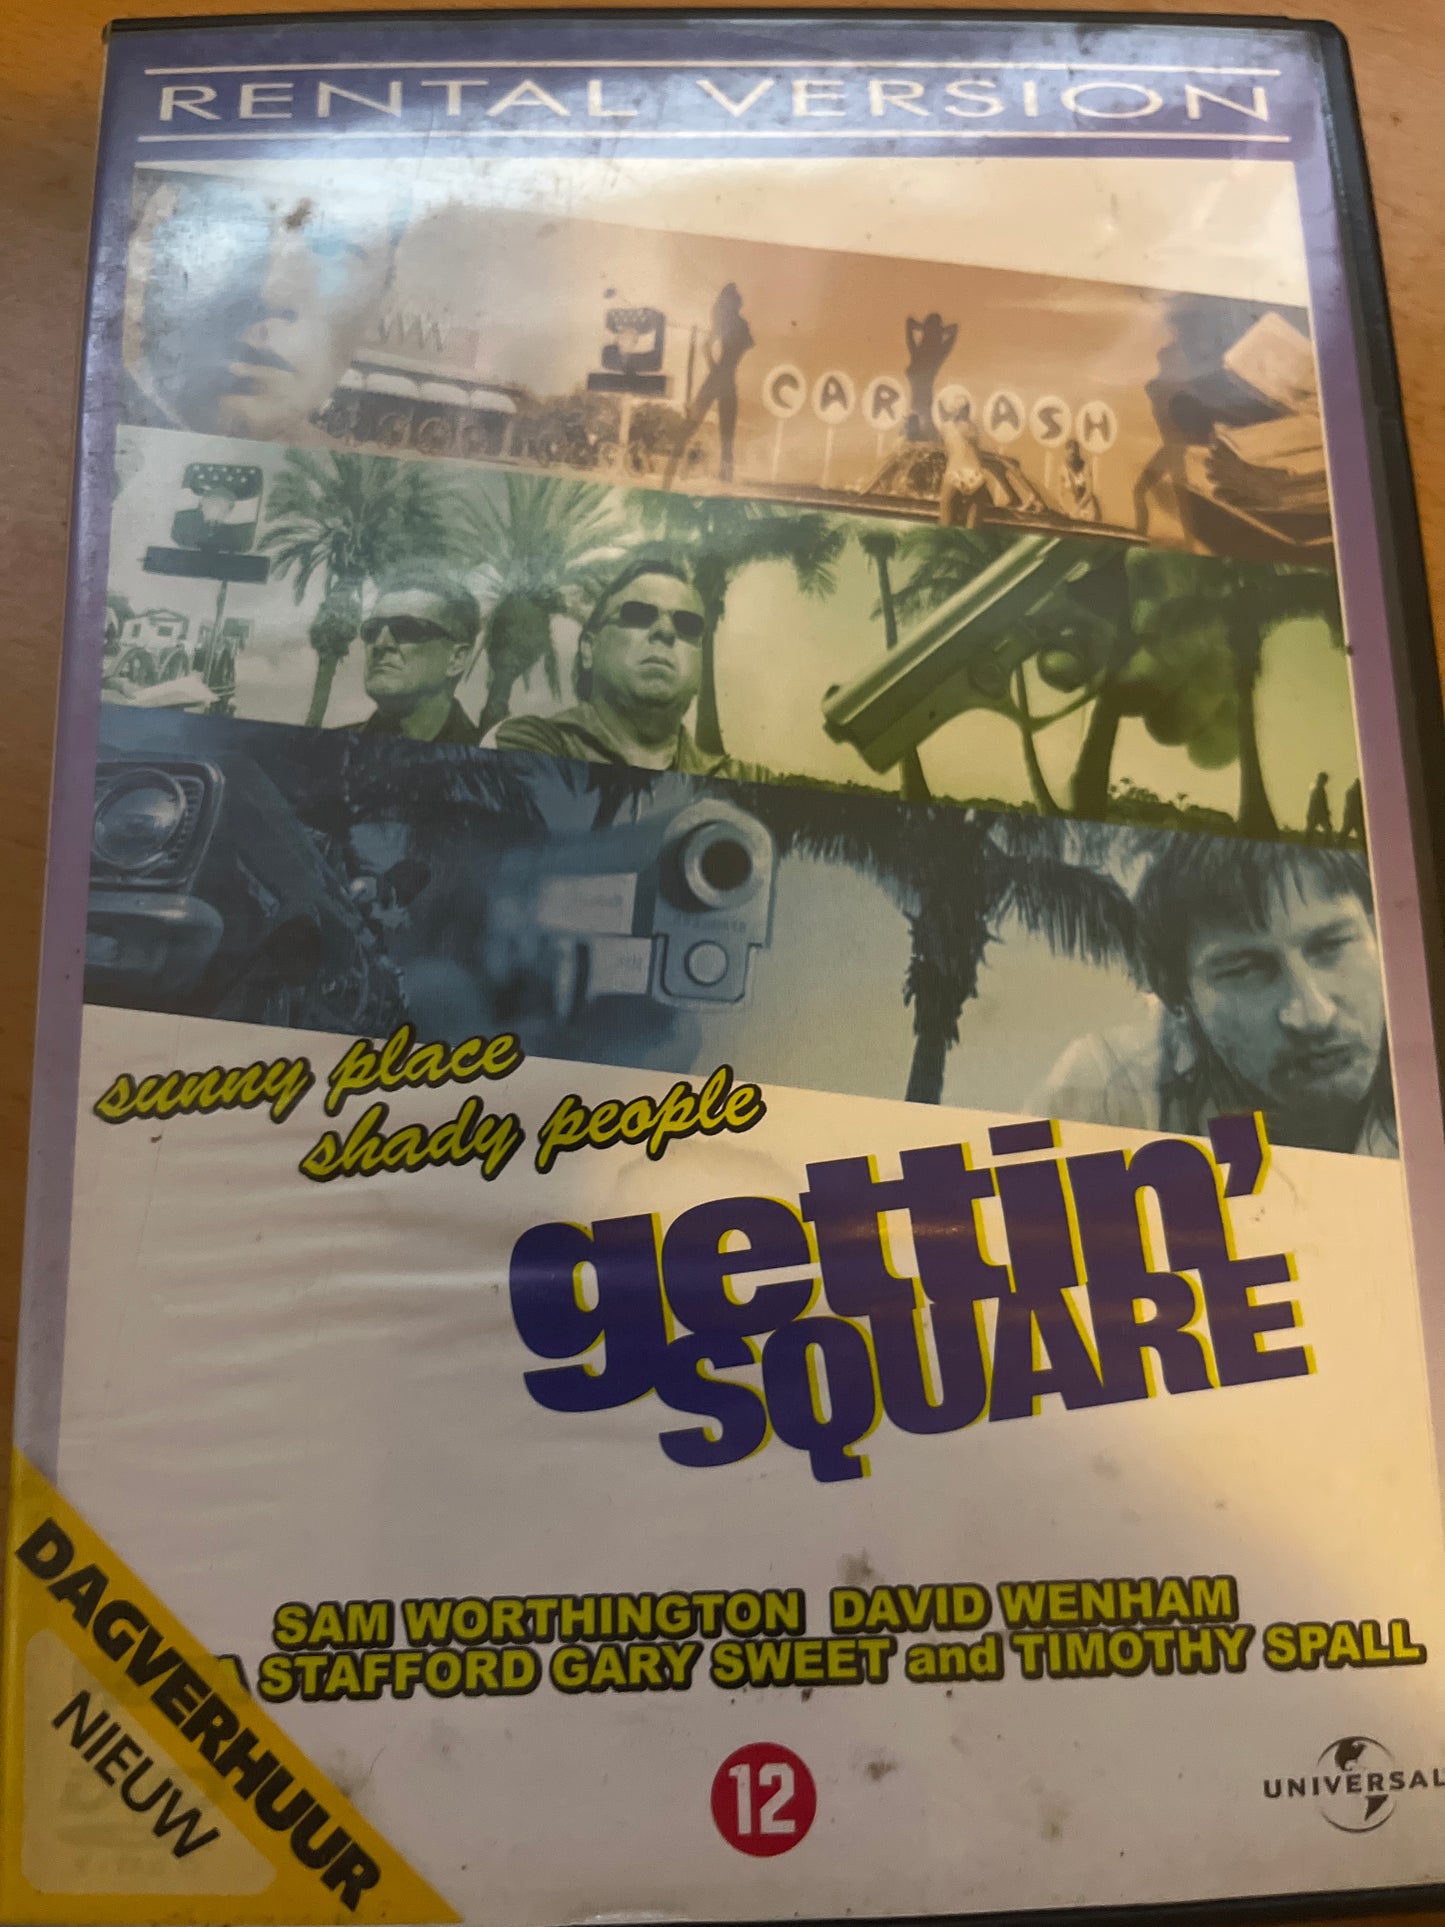 RENTAL VERSION
CAR WASH
sunny place
shady people
gettin'
SQUARE
SAM WORTHINGTON DAVID WENHAM
STAFFORD GARY SWEET and TIMOTHY SPALL
DAGVERHUUR
NIEUW
12
UNIVERSAL